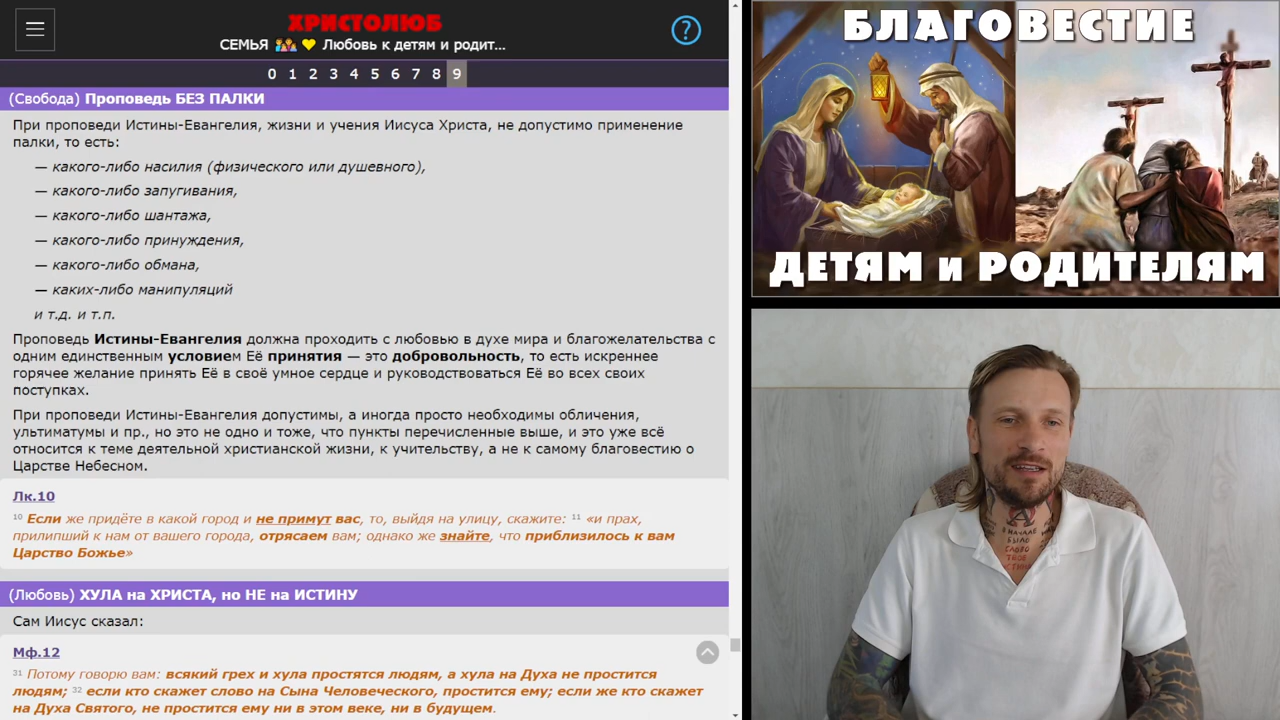 ХРИСТОЛЮБ
СЕМЬЯ 👨‍👩‍👧 💛 Любовь к детям и родит...
?
0 1 2 3 4 5 6 7 8 9
(Свобода) Проповедь БЕЗ ПАЛКИ
При проповеди Истины-Евангелия, жизни и учения Иисуса Христа, не допустимо применение
палки, то есть:
— какого-либо насилия (физического или душевного),
— какого-либо запугивания,
— какого-либо шантажа,
— какого-либо принуждения,
— какого-либо обмана,
— каких-либо манипуляций
и т.д. и т.п.
Проповедь Истины-Евангелия должна проходить с любовью в духе мира и благожелательства с
одним единственным условием Её принятия — это добровольность, то есть искреннее
горячее желание принять Её в своё умное сердце и руководствоваться Её во всех своих
поступках.
При проповеди Истины-Евангелия допустимы, а иногда просто необходимы обличения,
ультиматумы и пр., но это не одно и тоже, что пункты перечисленные выше, и это уже всё
относится к теме деятельной христианской жизни, к учительству, а не к самому благовестию о
Царстве Небесном.
Лк.10
10 Если же придёте в какой город и не примут вас, то, выйдя на улицу, скажите: 11 «и прах,
прилипший к нам от вашего города, отрясаем вам; однако же знайте, что приблизилось к вам
Царство Божье»
(Любовь) ХУЛА на ХРИСТА, но НЕ на ИСТИНУ
Сам Иисус сказал:
Мф.12
31 Потому говорю вам: всякий грех и хула простятся людям, а хула на Духа не простится
людям; 32 если кто скажет слово на Сына Человеческого, простится ему; если же кто скажет
на Духа Святого, не простится ему ни в этом веке, ни в будущем.
БЛАГОВЕСТИЕ
ДЕТЯМ и РОДИТЕЛЯМ
В НАЧАЛЕ
БЫЛО
СЛОВО